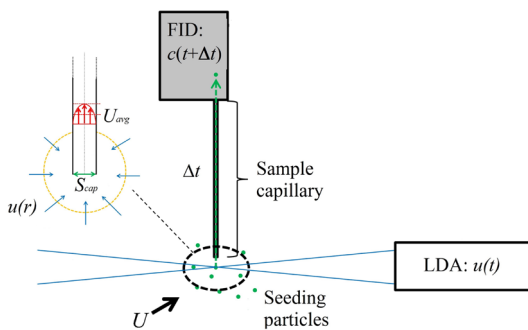 FID:
c(t+Δt)
U_avg
Δt
Sample
capillary
S_cap
u(r)
LDA: u(t)
Seeding
particles
U